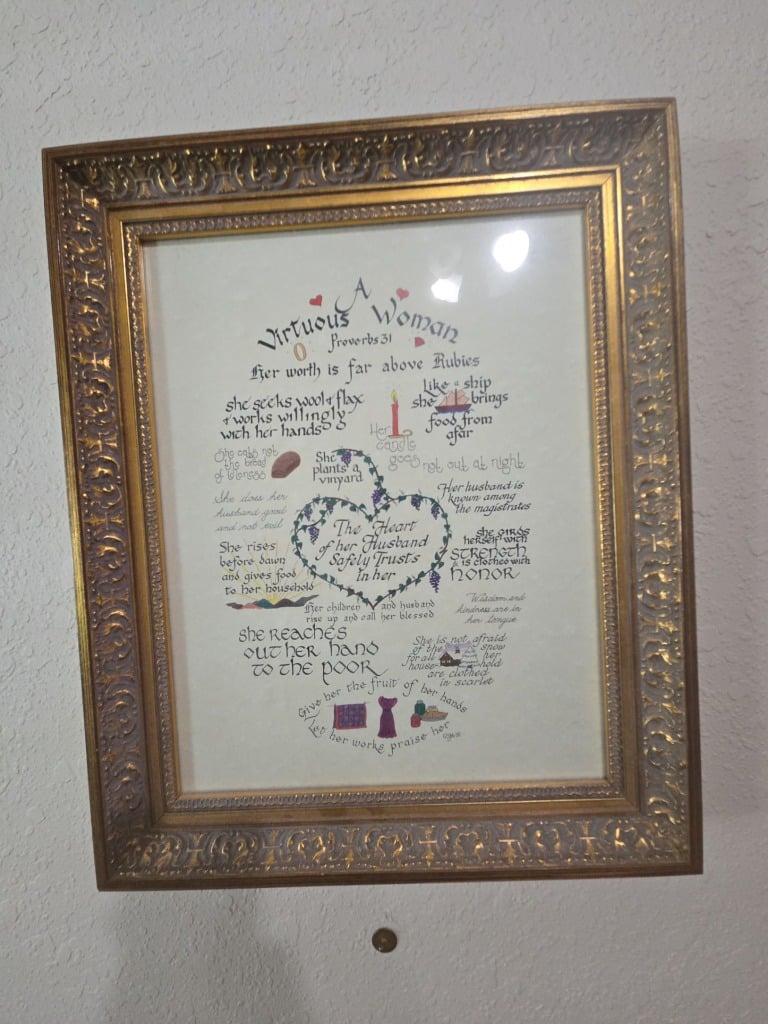 A
Virtuous Woman
Proverbs 31
Her worth is far above Rubies
she seeks wool & flax
& works willingly
with her hands
Like a ship
she brings
food from
afar
Her
candle
goes not out at night
She eats not
the bread
of idleness
She
plants a
vineyard
Her husband is
known among
the magistrates
She does her
husband good
and not evil
The Heart
of her Husband
Safely Trusts
in her
she girds
herself with
STRENGTH
& is clothed with
HONOR
She rises
before dawn
and gives food
to her household
Her children and husband
rise up and call her blessed
Wisdom and
kindness are in
her tongue
she reaches
out her hand
to the poor
She is not afraid
of the snow
for all her
house hold
are clothed
in scarlet
Give her the fruit of her hands
Let her works praise her